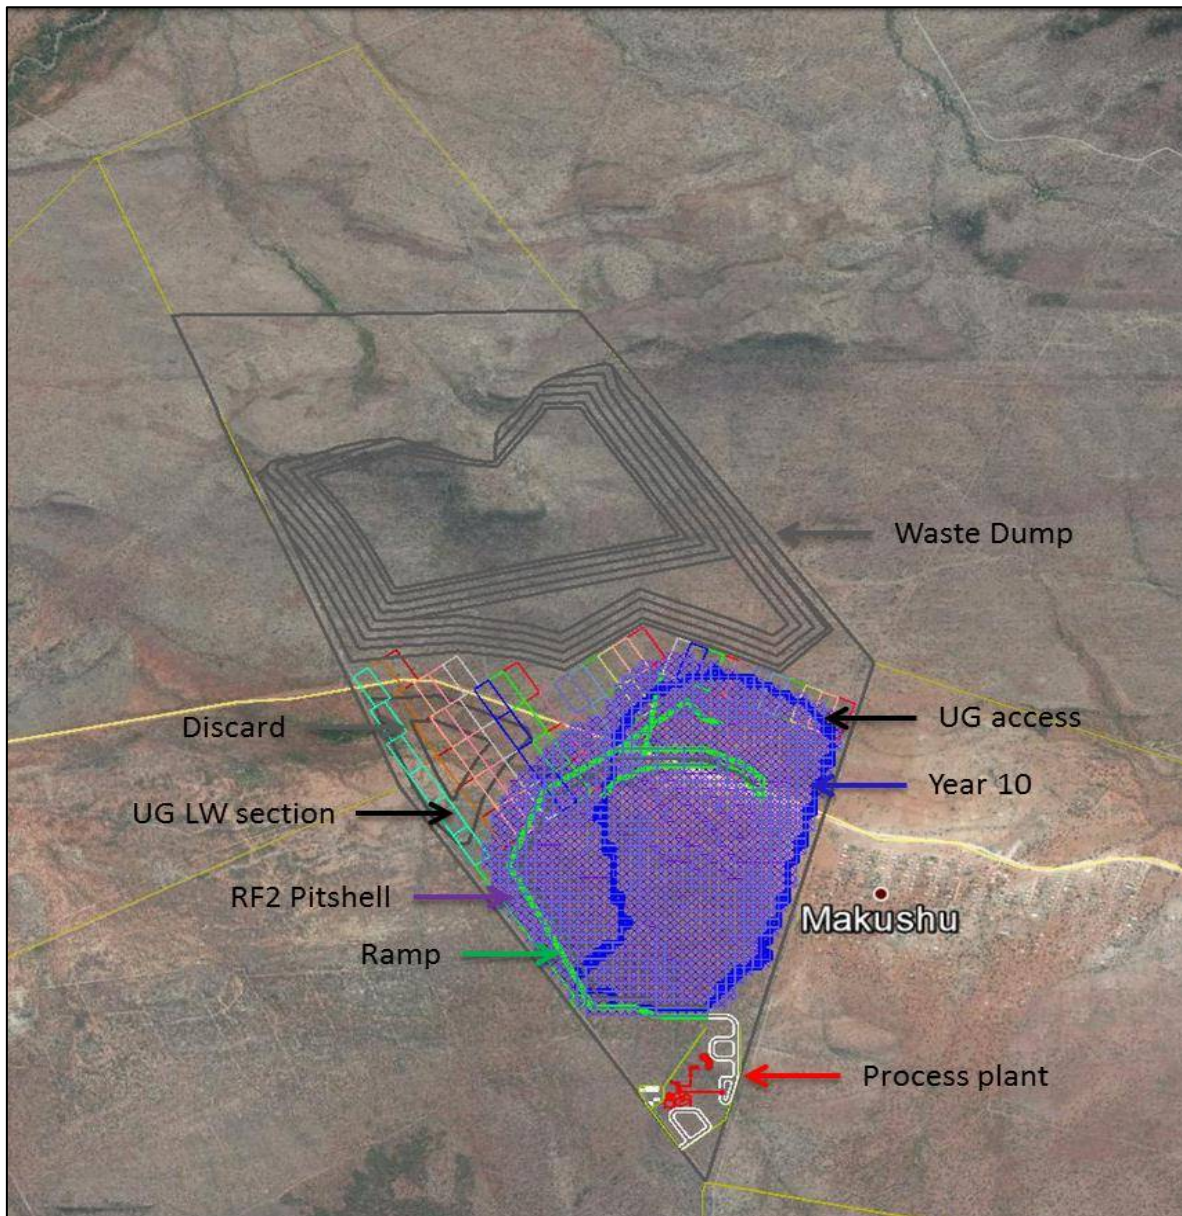 Waste Dump
UG access
Discard
Year 10
UG LW section
RF2 Pitshell
Makushu
Ramp
Process plant